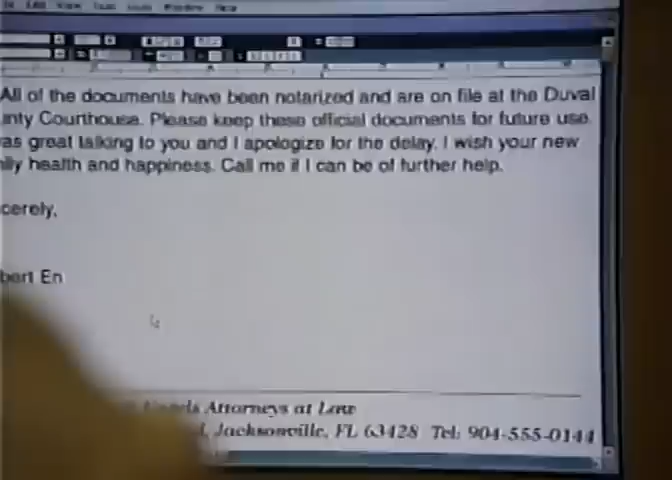 All of the documents have been notarized and are on file at the Duval
nty Courthouse. Please keep these official documents for future use.
as great talking to you and I apologize for the delay. I wish your new
ily health and happiness. Call me if I can be of further help.
cerely,
bert En
Attorneys at Law
Jacksonville, FL 63428 Tel: 904-555-0144